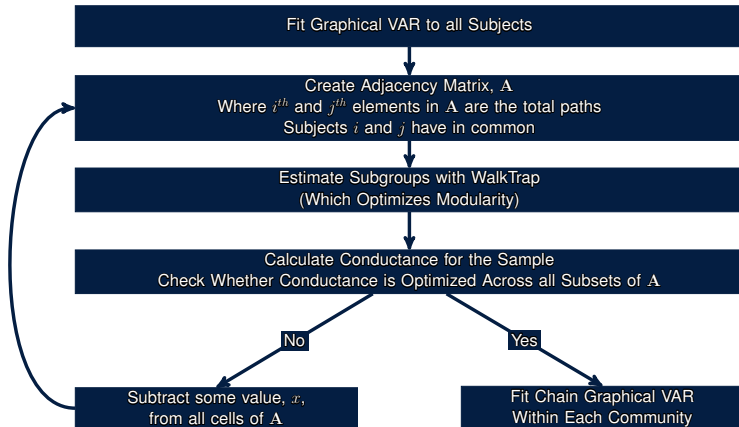 Fit Graphical VAR to all Subjects
Create Adjacency Matrix, A
Where i^{th} and j^{th} elements in A are the total paths
Subjects i and j have in common
Estimate Subgroups with WalkTrap
(Which Optimizes Modularity)
Calculate Conductance for the Sample
Check Whether Conductance is Optimized Across all Subsets of A
No
Yes
Subtract some value, x,
from all cells of A
Fit Chain Graphical VAR
Within Each Community